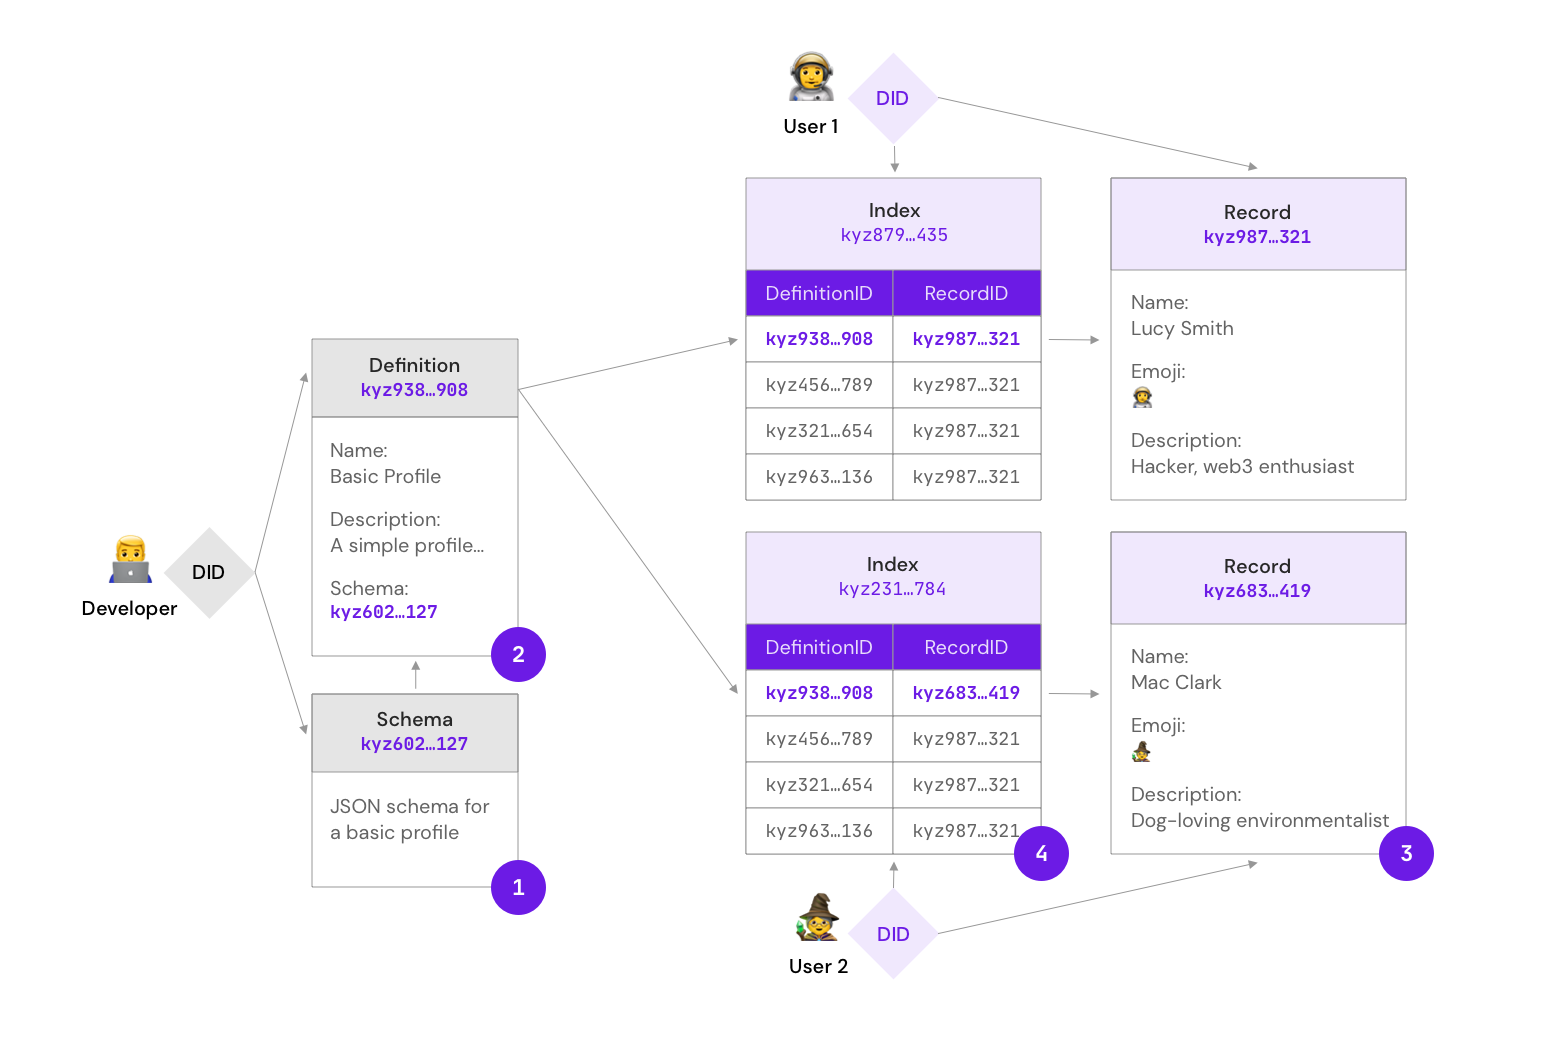 User 1
DID
Index
kyz879…435
DefinitionID RecordID
kyz938…908 kyz987…321
kyz456…789 kyz987…321
kyz321…654 kyz987…321
kyz963…136 kyz987…321
Record
kyz987…321
Name:
Lucy Smith
Emoji:
Description:
Hacker, web3 enthusiast
Developer
DID
Definition
kyz938…908
Name:
Basic Profile
Description:
A simple profile…
Schema:
kyz602…127
2
Schema
kyz602…127
JSON schema for
a basic profile
1
Index
kyz231…784
DefinitionID RecordID
kyz938…908 kyz683…419
kyz456…789 kyz987…321
kyz321…654 kyz987…321
kyz963…136 kyz987…321
4
Record
kyz683…419
Name:
Mac Clark
Emoji:
Description:
Dog-loving environmentalist
3
User 2
DID